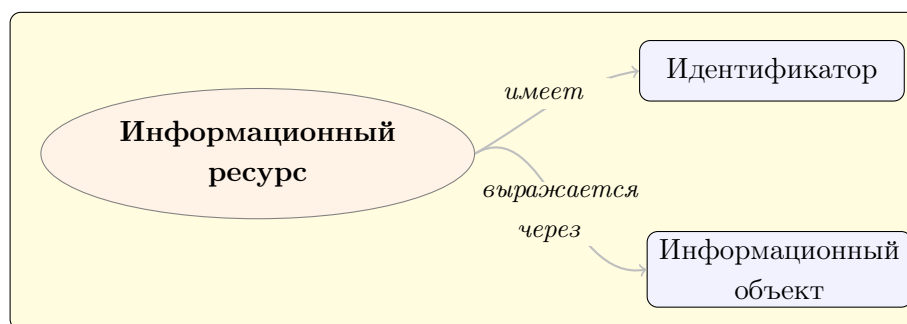 Информационный
ресурс
имеет
Идентификатор
выражается
через
Информационный
объект